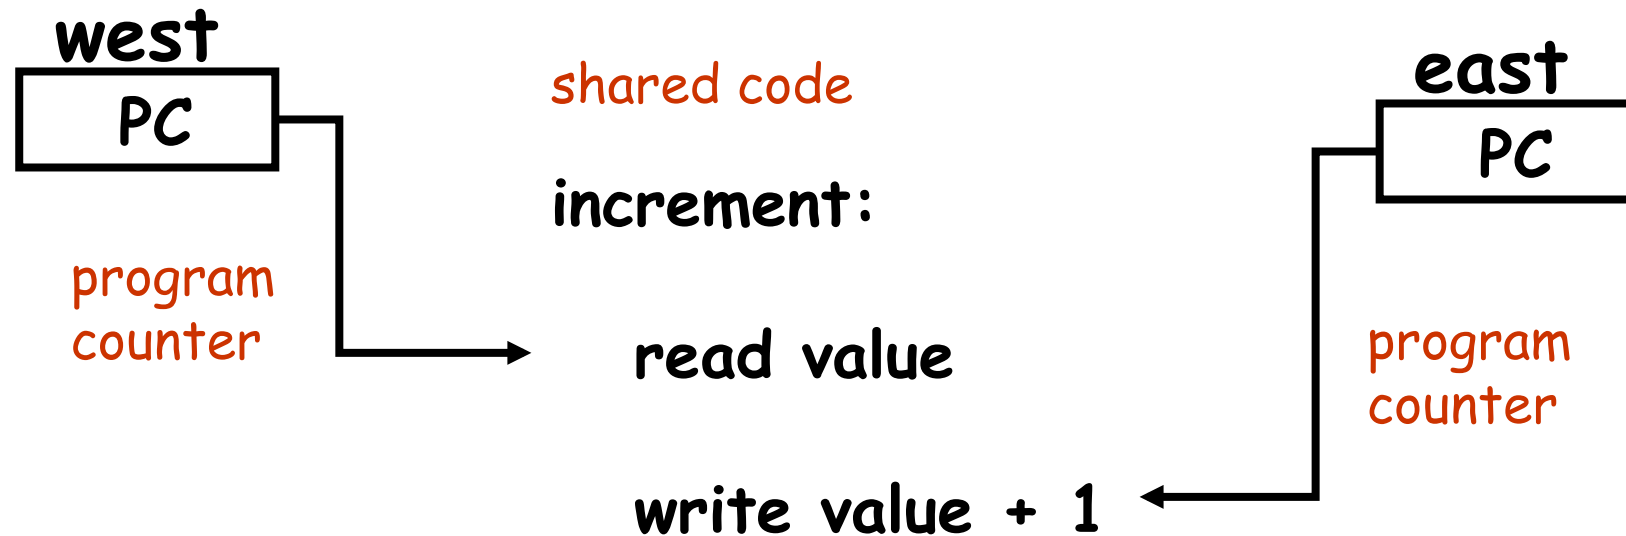 west
PC
program
counter
shared code
increment:
read value
write value + 1
east
PC
program
counter